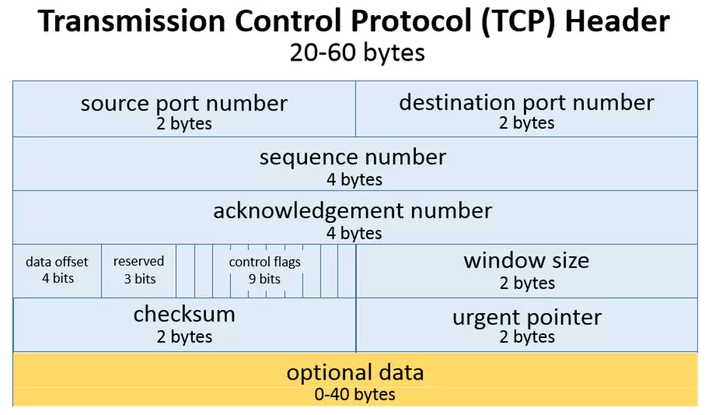 Transmission Control Protocol (TCP) Header
20-60 bytes
source port number
2 bytes
destination port number
2 bytes
sequence number
4 bytes
acknowledgement number
4 bytes
data offset
4 bits
reserved
3 bits
control flags
9 bits
window size
2 bytes
checksum
2 bytes
urgent pointer
2 bytes
optional data
0-40 bytes